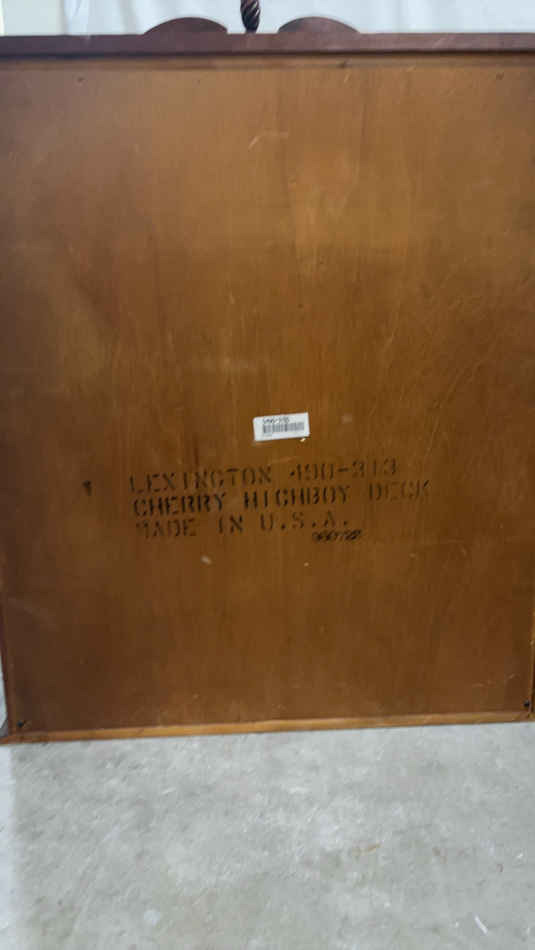 LEXINGTON 490-313
CHERRY HIGHBOY DECK
MADE IN U.S.A.